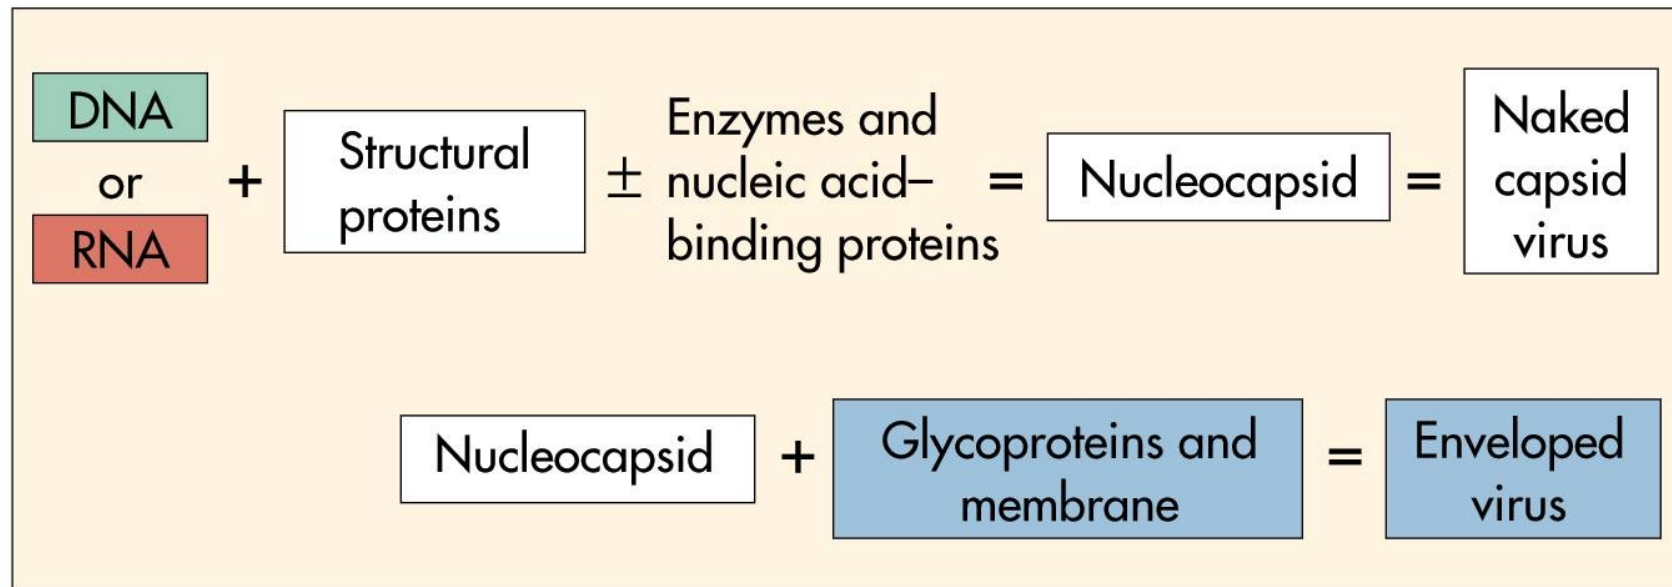 DNA
or
RNA
+
Structural
proteins
±
Enzymes and
nucleic acid–
binding proteins
=
Nucleocapsid
=
Naked
capsid
virus
Nucleocapsid
+
Glycoproteins and
membrane
=
Enveloped
virus